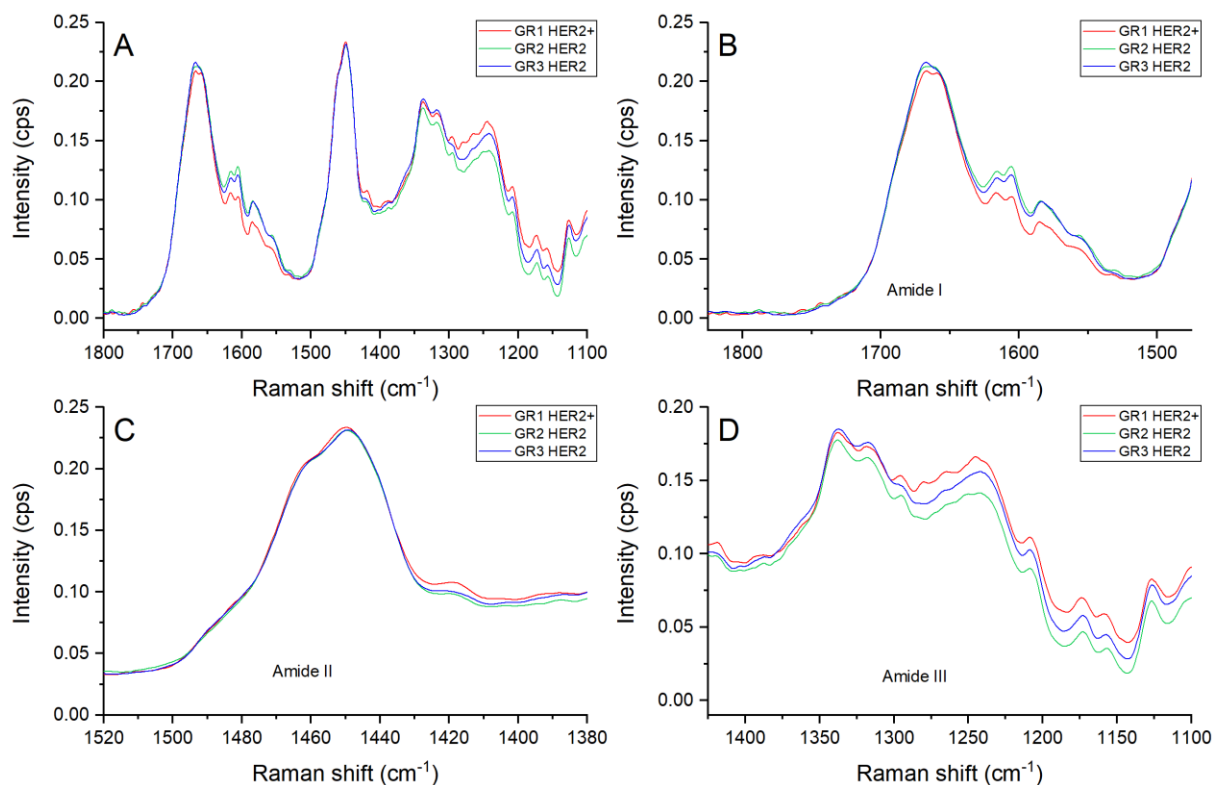 A
GR1 HER2+
GR2 HER2
GR3 HER2
0.25
0.20
0.15
0.10
0.05
0.00
Intensity (cps)
1800 1700 1600 1500 1400 1300 1200 1100
Raman shift (cm⁻¹)
B
GR1 HER2+
GR2 HER2
GR3 HER2
0.25
0.20
0.15
0.10
0.05
0.00
Intensity (cps)
Amide I
1800 1700 1600 1500
Raman shift (cm⁻¹)
C
GR1 HER2+
GR2 HER2
GR3 HER2
0.25
0.20
0.15
0.10
0.05
0.00
Intensity (cps)
Amide II
1520 1500 1480 1460 1440 1420 1400 1380
Raman shift (cm⁻¹)
D
GR1 HER2+
GR2 HER2
GR3 HER2
0.20
0.15
0.10
0.05
0.00
Intensity (cps)
Amide III
1400 1350 1300 1250 1200 1150 1100
Raman shift (cm⁻¹)